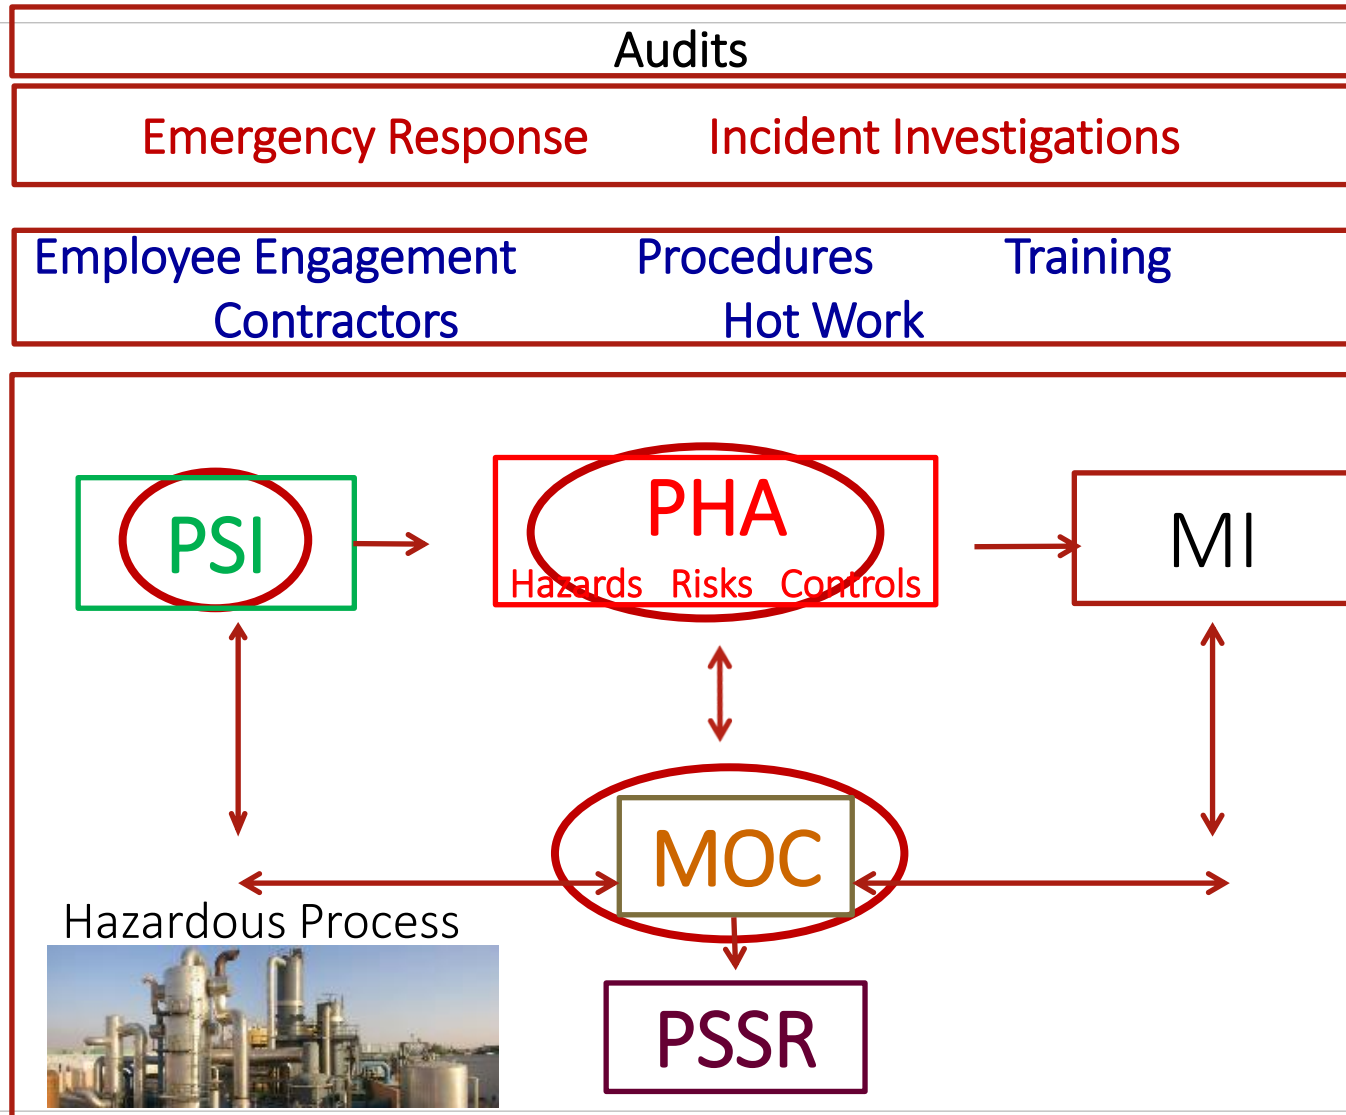 Audits
Emergency Response Incident Investigations
Employee Engagement Procedures Training
Contractors Hot Work
PSI
PHA
Hazards Risks Controls
MI
MOC
Hazardous Process
PSSR